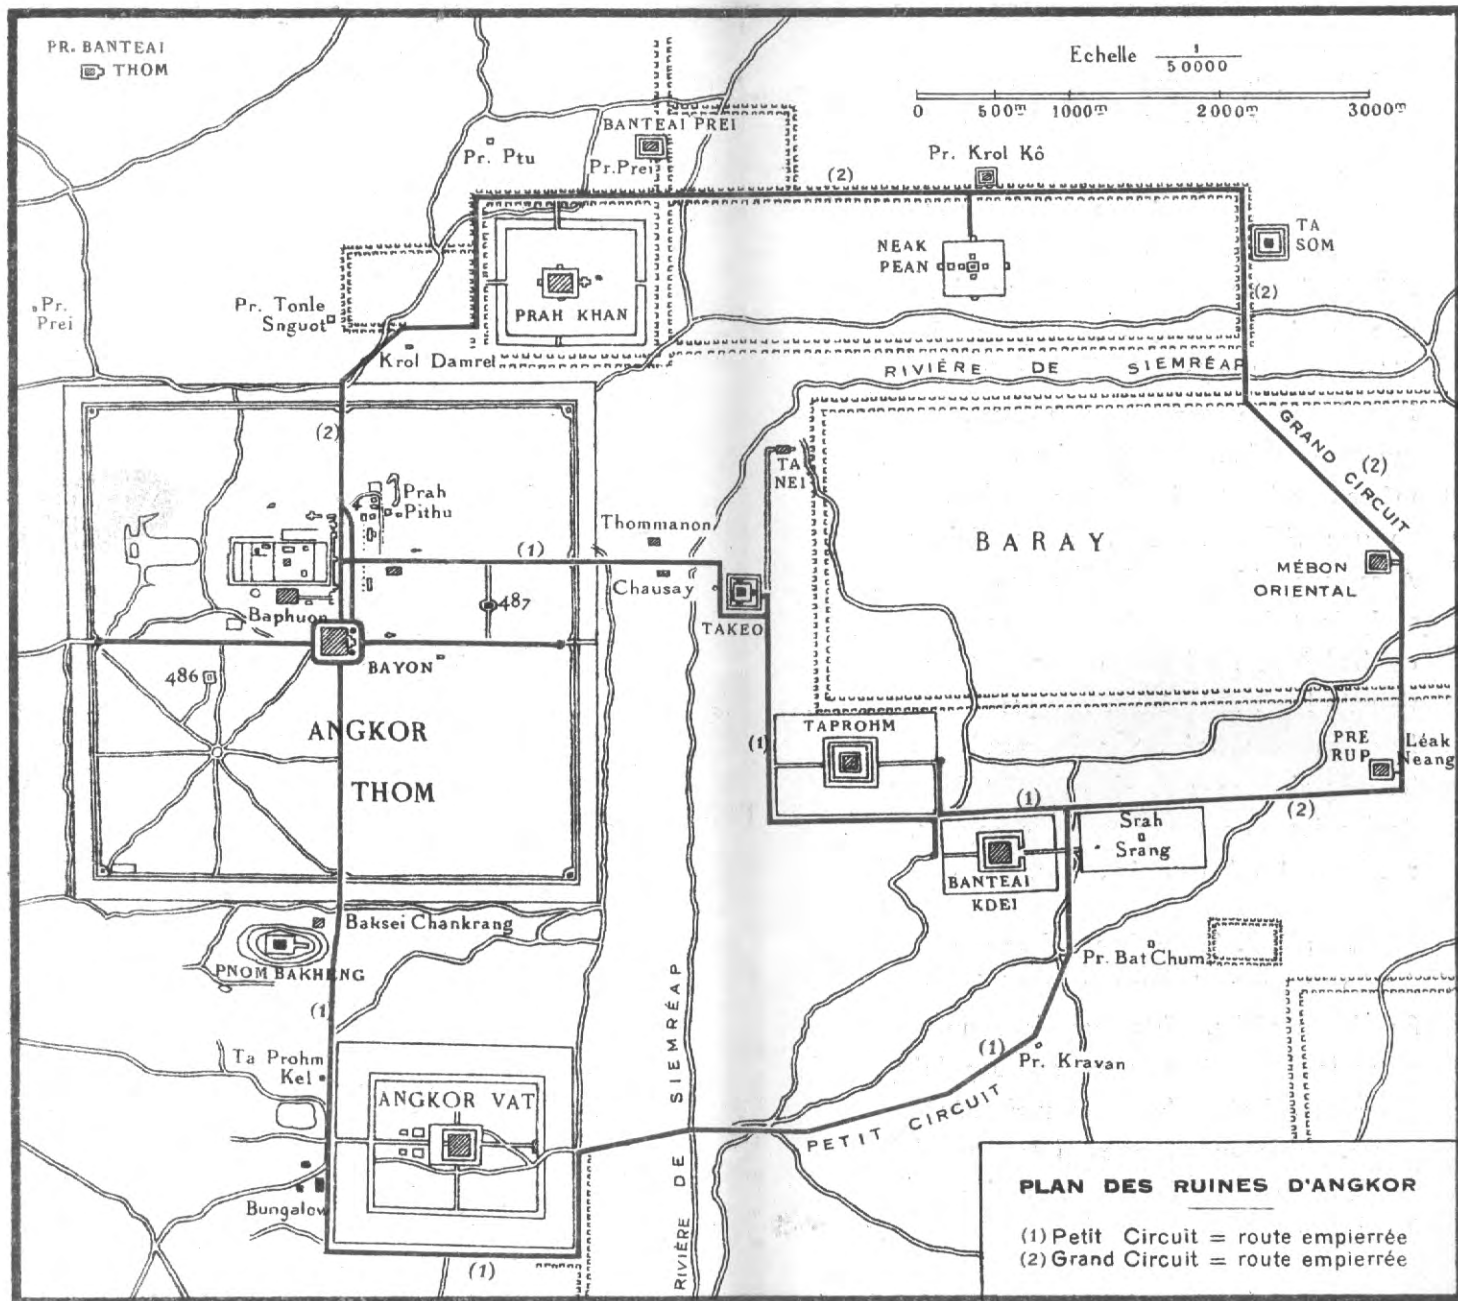 PR. BANTEAI
THOM
Echelle 1/50000
0 500m 1000m 2000m 3000m
BANTEAI PREI
Pr. Ptu
Pr. Prei
(2)
Pr. Krol Kô
TA
SOM
NEAK
PEAN
(2)
Pr.
Prei
Pr. Tonle
Snguot
PRAH KHAN
Krol Damrel
RIVIÈRE DE SIEMRÉAP
(2)
GRAND CIRCUIT
(2)
TA
NEI
Prah
Pithu
Thommanon
(1)
BARAY
MÉBON
ORIENTAL
Chausay
TAKEO
487
Baphuon
BAYON
486
ANGKOR
THOM
TAPROHM
(1)
PRE
RUP
Léak
Neang
(1)
(2)
Srah
Srang
BANTEAI
KDEI
Baksei Chankrang
PNOM BAKHENG
Pr. Bat Chum
(1)
RIVIÈRE DE SIEMRÉAP
(1)
Pr. Kravan
Ta Prohm
Kel
ANGKOR VAT
PETIT CIRCUIT
Bungalow
(1)
PLAN DES RUINES D'ANGKOR
(1) Petit Circuit = route empierrée
(2) Grand Circuit = route empierrée